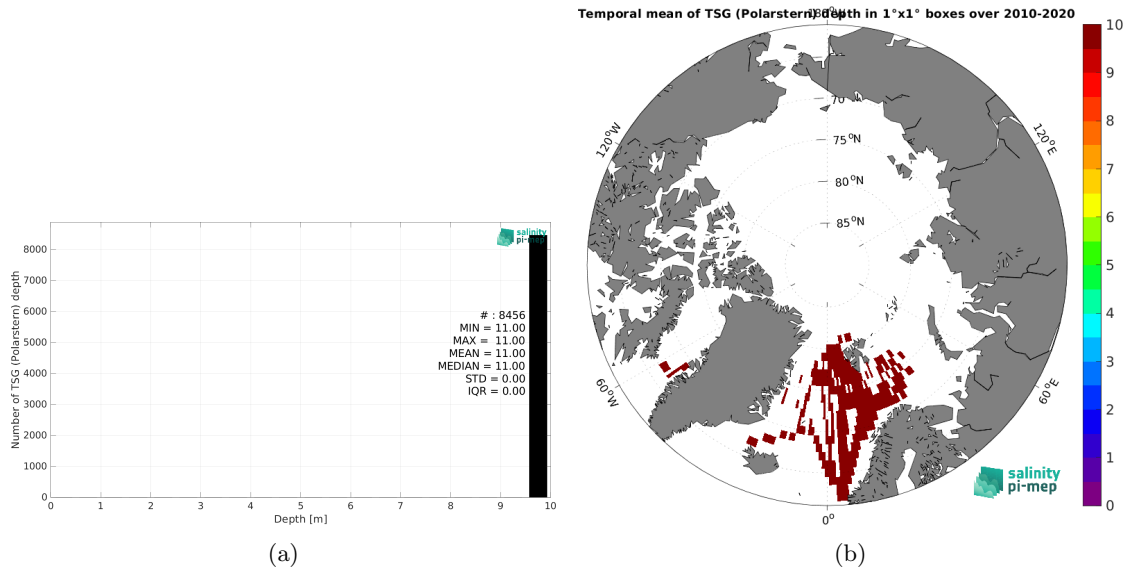 8000
7000
6000
5000
4000
3000
2000
1000
0
Number of TSG (Polarstern) depth
0 1 2 3 4 5 6 7 8 9 10
Depth [m]
salinity
pi-mep
# : 8456
MIN = 11.00
MAX = 11.00
MEAN = 11.00
MEDIAN = 11.00
STD = 0.00
IQR = 0.00
(a)
Temporal mean of TSG (Polarstern) depth in 1°x1° boxes over 2010-2020
180°W
120°W
120°E
70
75°N
80°N
85°N
60°W
60°E
0°
salinity
pi-mep
10
9
8
7
6
5
4
3
2
1
0
(b)